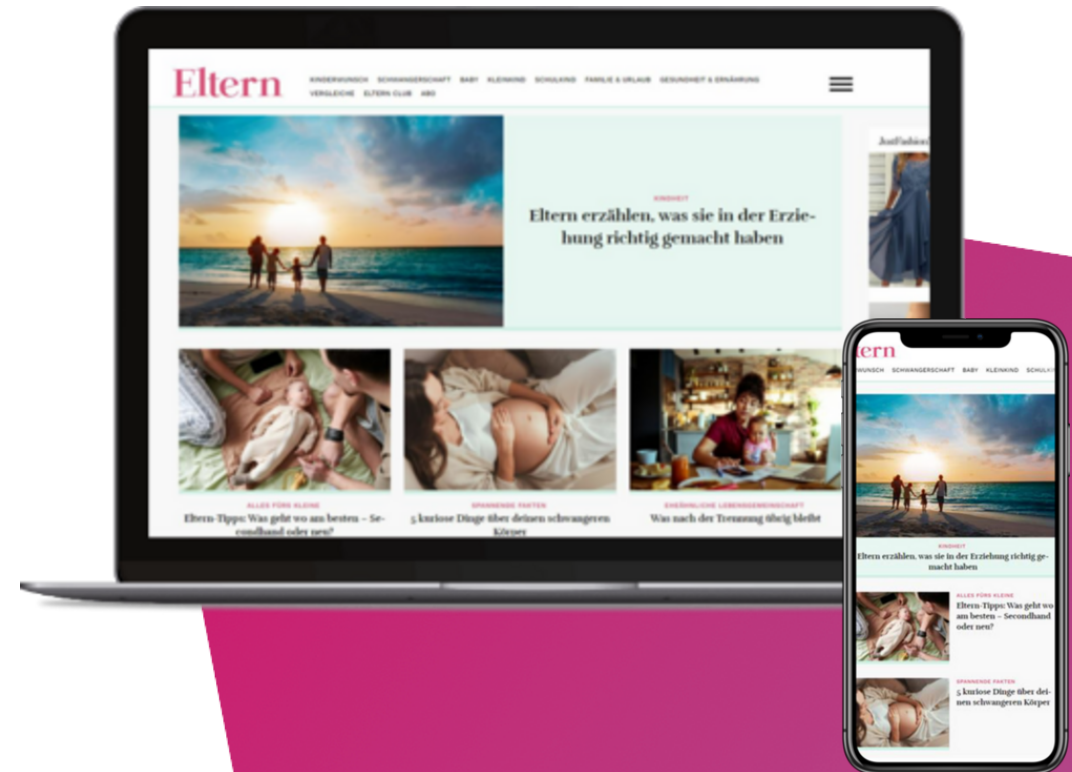 Eltern
KINDERWUNSCH SCHWANGERSCHAFT BABY KLEINKIND SCHULKIND FAMILIE & URLAUB GESUNDHEIT & ERNÄHRUNG
VERGLEICHE ELTERN CLUB ABO
JustFashion
KINDHEIT
Eltern erzählen, was sie in der Erzie-
hung richtig gemacht haben
ALLES FÜRS KLEINE
Eltern-Tipps: Was geht wo am besten – Se-
condhand oder neu?
SPANNENDE FAKTEN
5 kuriose Dinge über deinen schwangeren
Körper
EHEÄHNLICHE LEBENSGEMEINSCHAFT
Was nach der Trennung übrig bleibt
tern
WUNSCH SCHWANGERSCHAFT BABY KLEINKIND SCHULKIN
KINDHEIT
Eltern erzählen, was sie in der Erziehung richtig ge-
macht haben
ALLES FÜRS KLEINE
Eltern-Tipps: Was geht wo
am besten – Secondhand
oder neu?
SPANNENDE FAKTEN
5 kuriose Dinge über dei-
nen schwangeren Körper